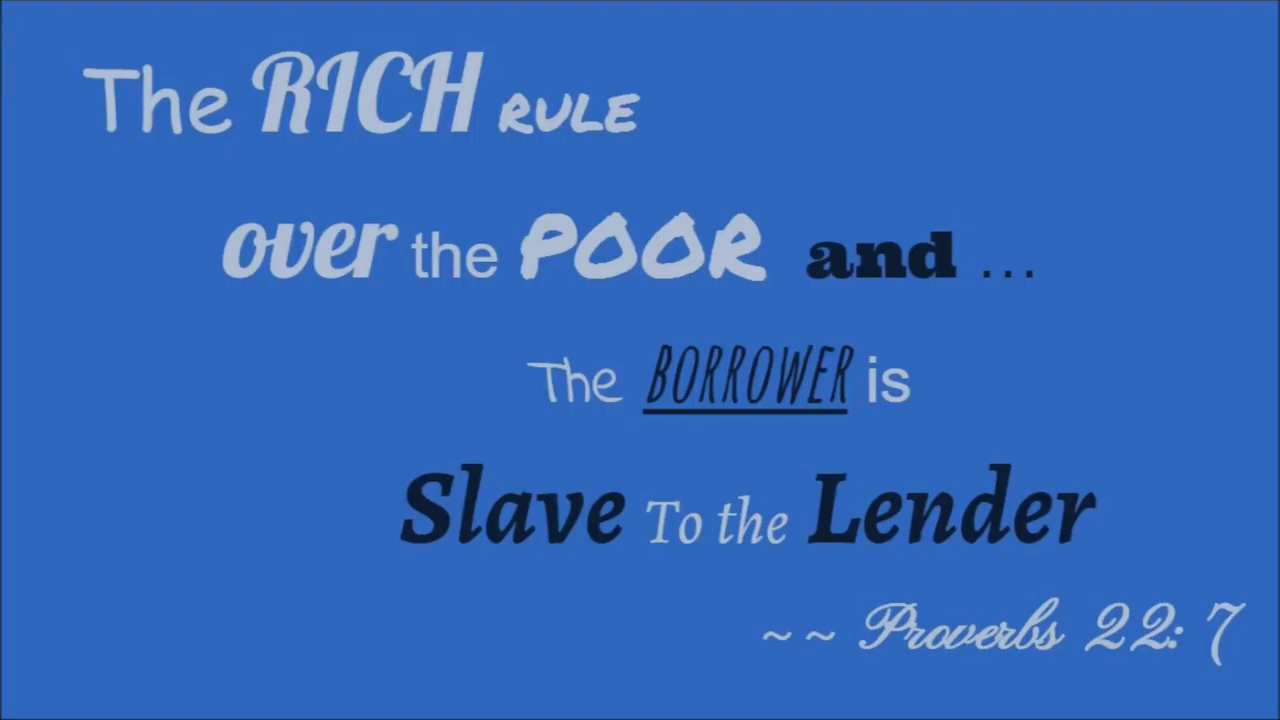 The RICH RULE
over the POOR and ...
The BORROWER is
Slave To the Lender
~~ Proverbs 22:7